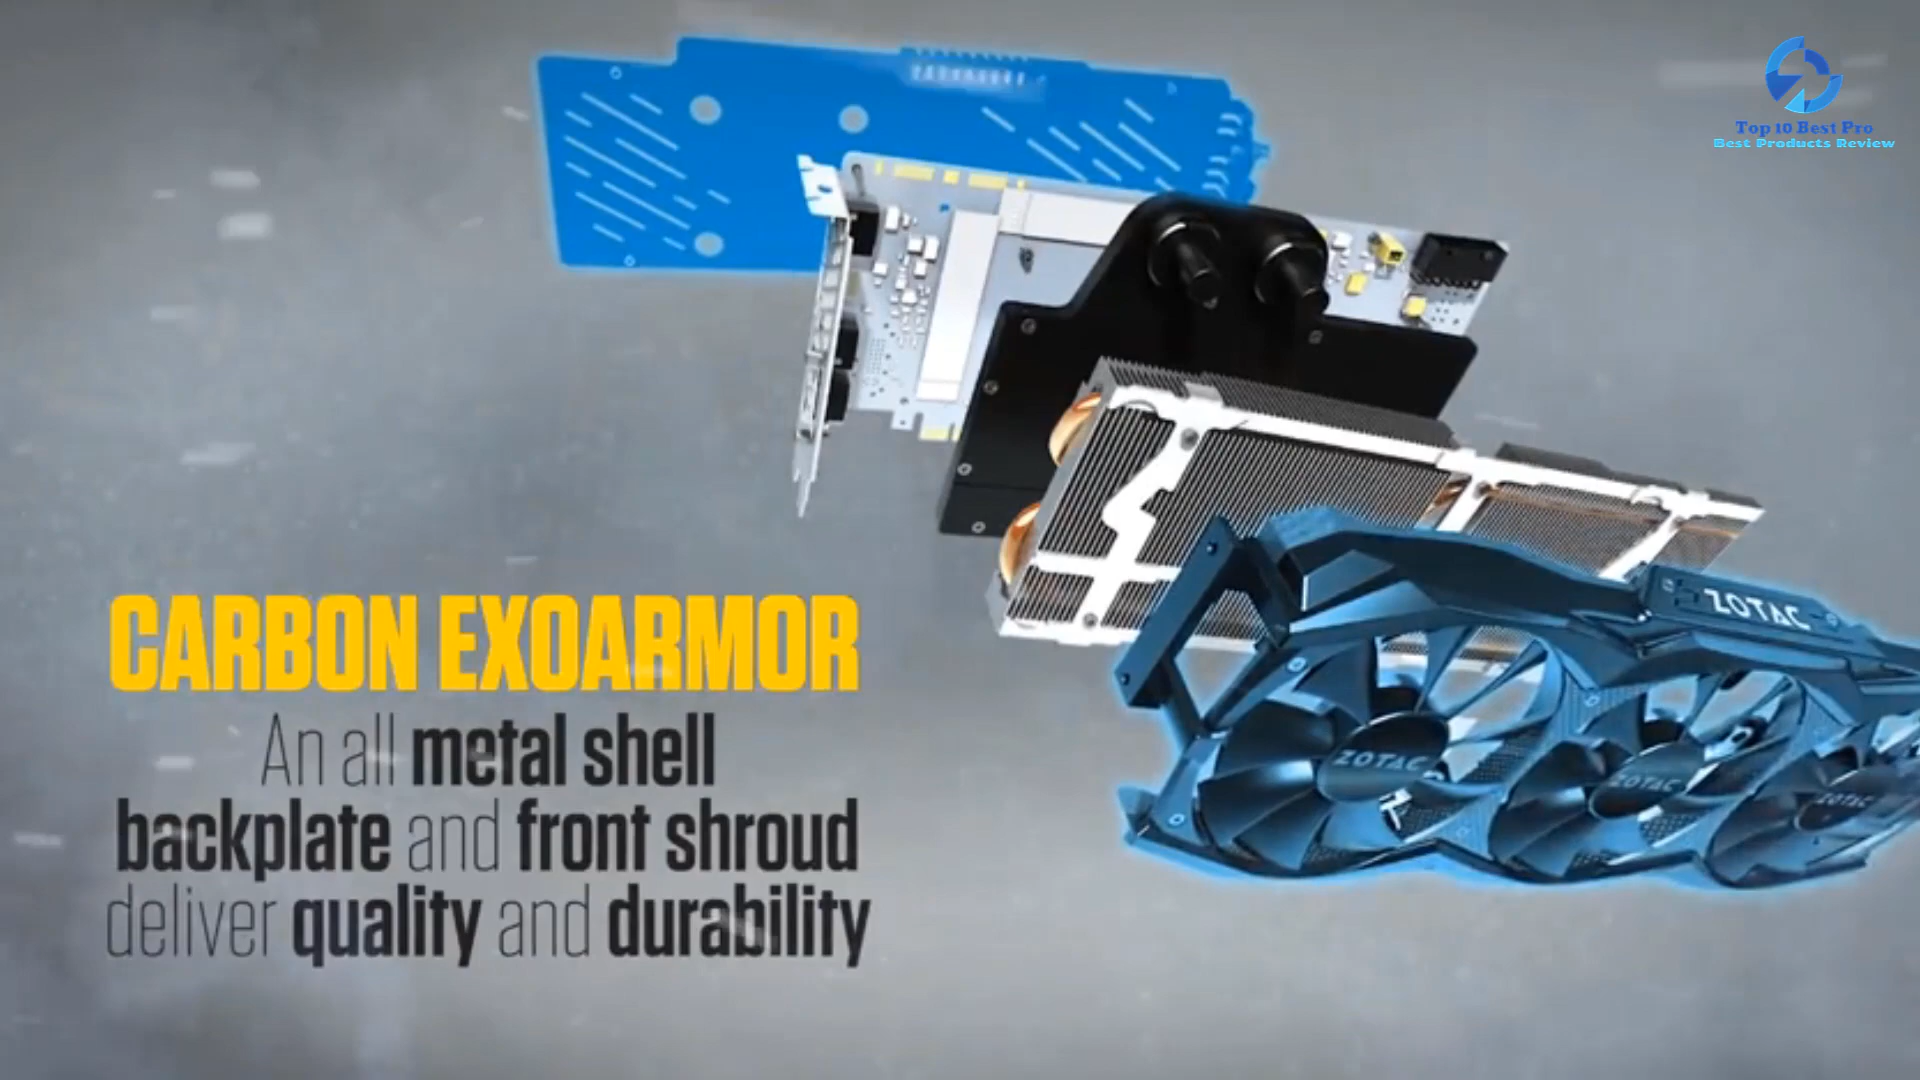 Top 10 Best Pro
Best Products Review
ZOTAC
ZOTAC
ZOTAC
ZOTAC
CARBON EXOARMOR
An all metal shell
backplate and front shroud
deliver quality and durability